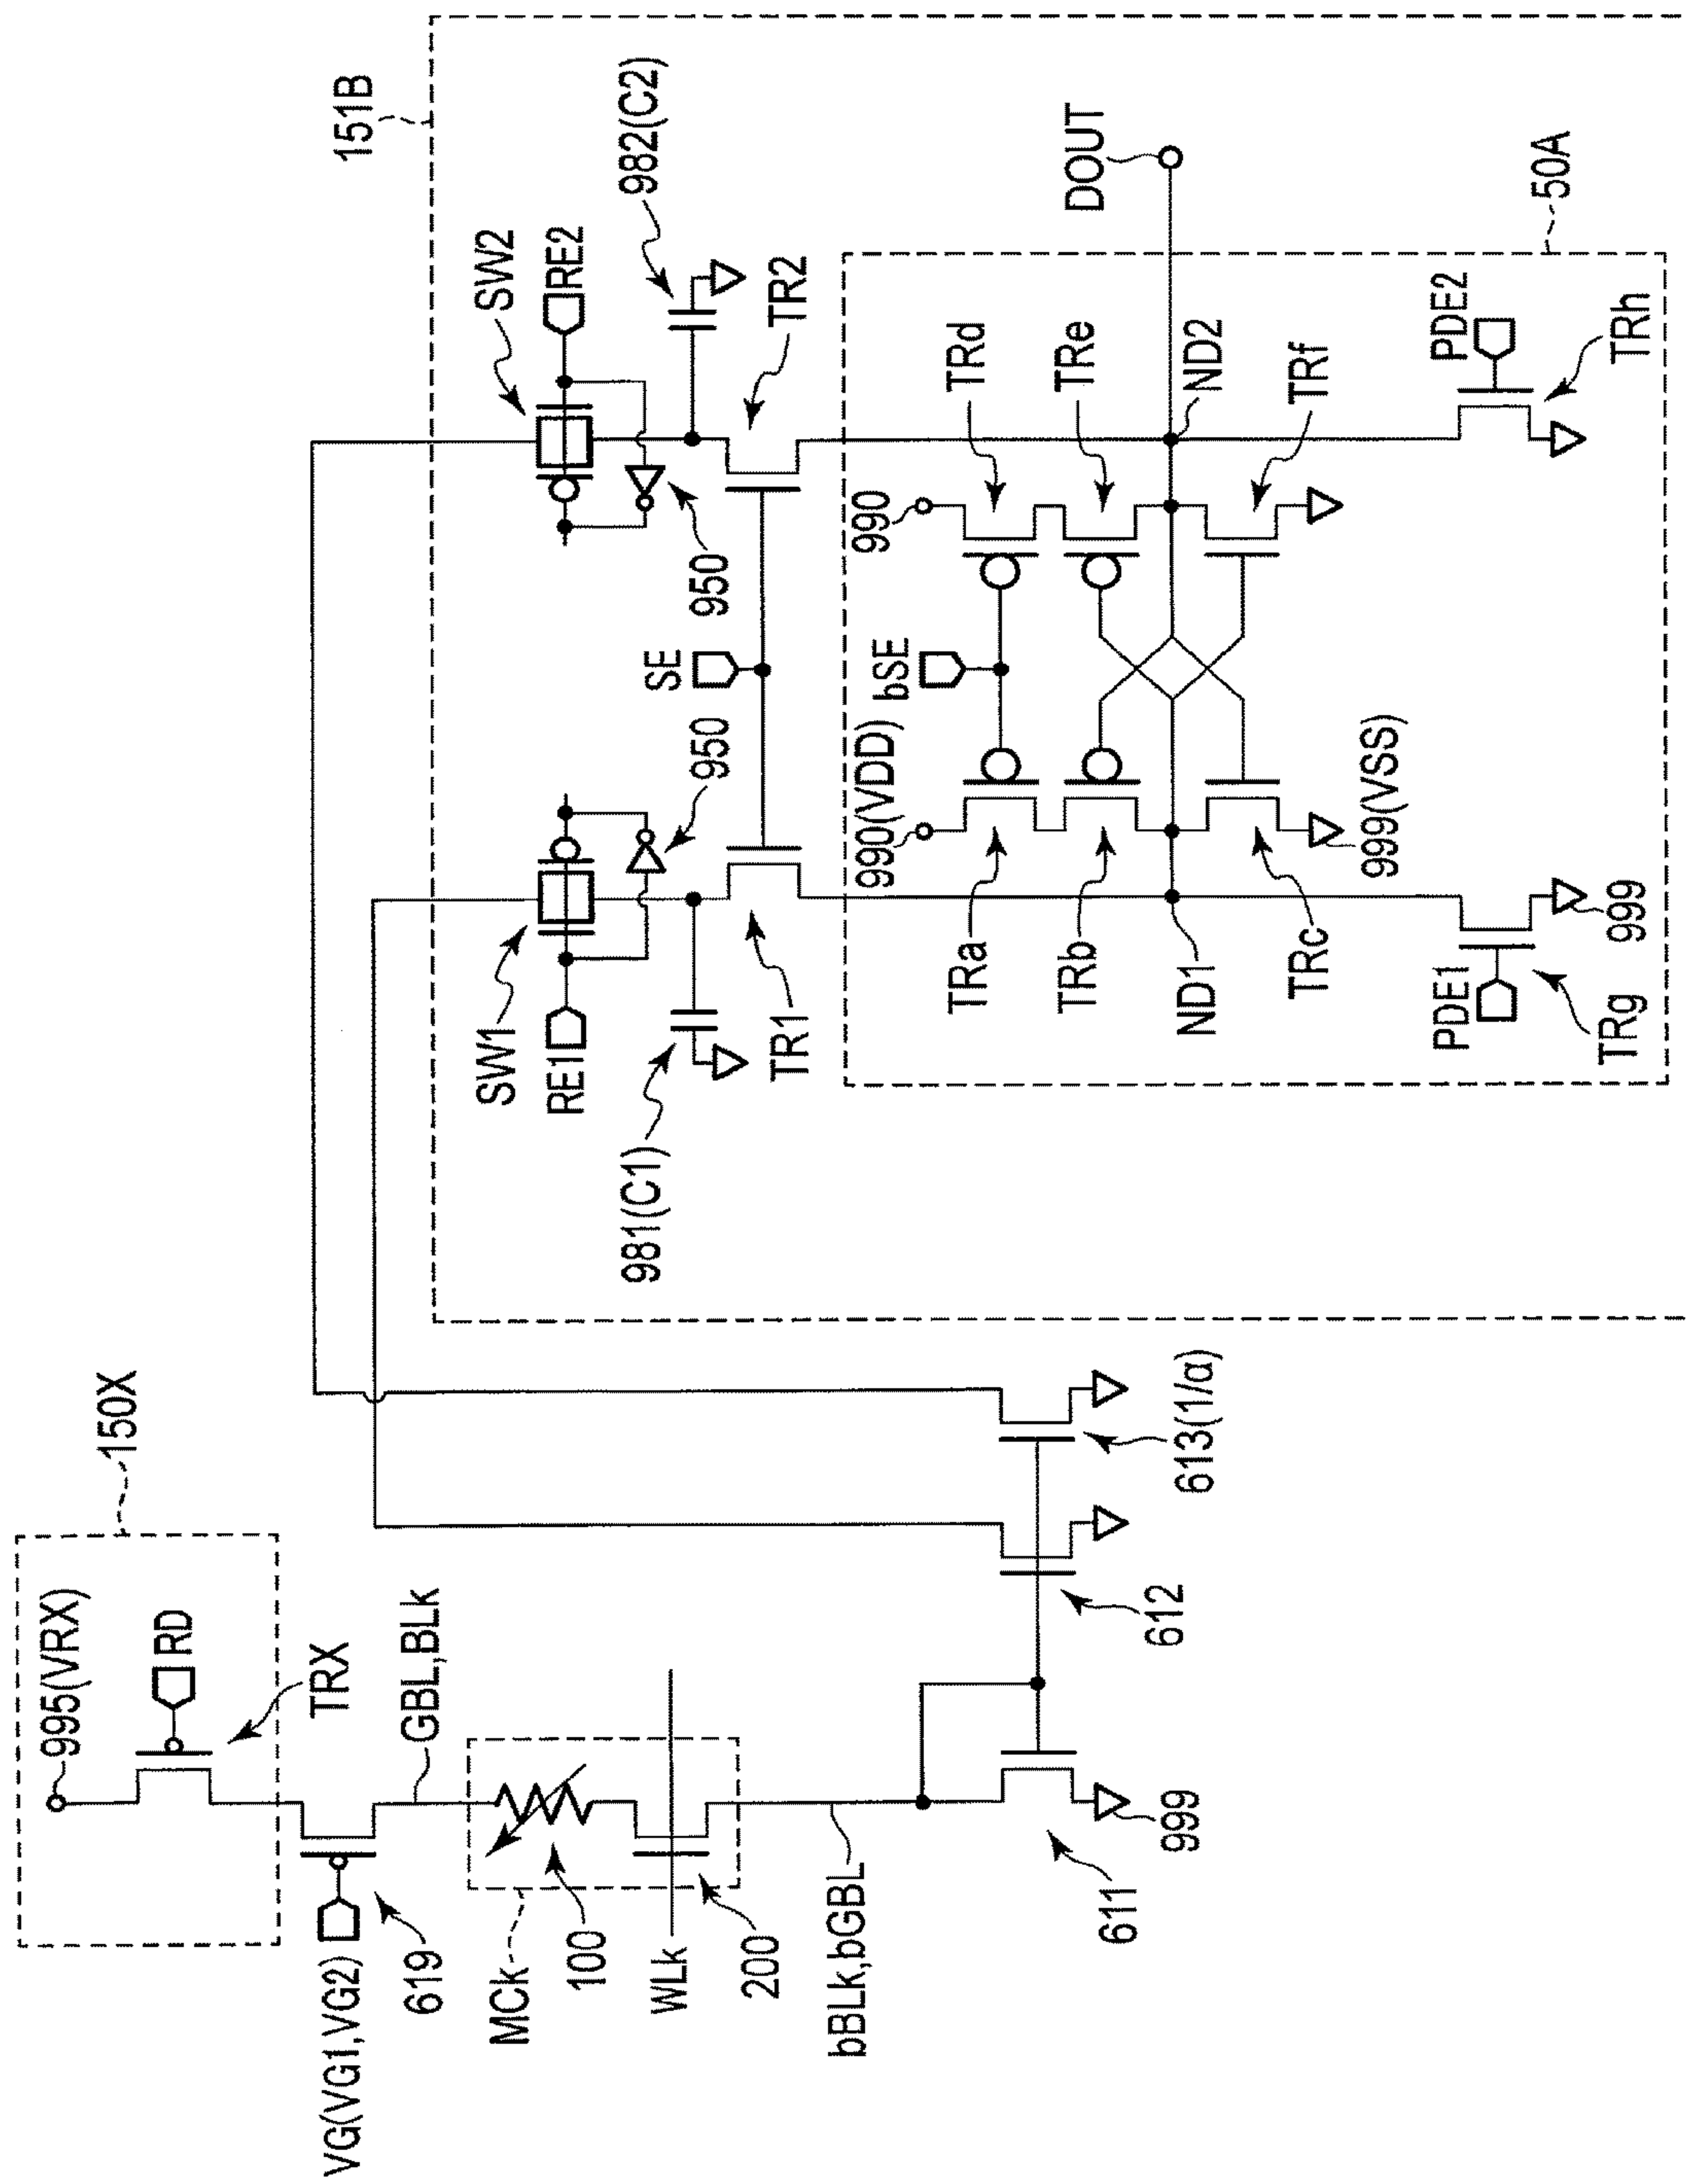 150X
995(VRX)
RD
TRX
VG(VG1,VG2)
619
GBL,BLk
MCk
100
WLk
200
bBLk,bGBL
611
999
612
613(1/α)
151B
SW1
RE1
950
981(C1)
TR1
SE
SW2
RE2
950
982(C2)
TR2
990(VDD)
bSE
990
TRa
TRb
ND1
TRc
999(VSS)
TRd
TRe
ND2
TRf
DOUT
PDE1
TRg
999
PDE2
TRh
50A